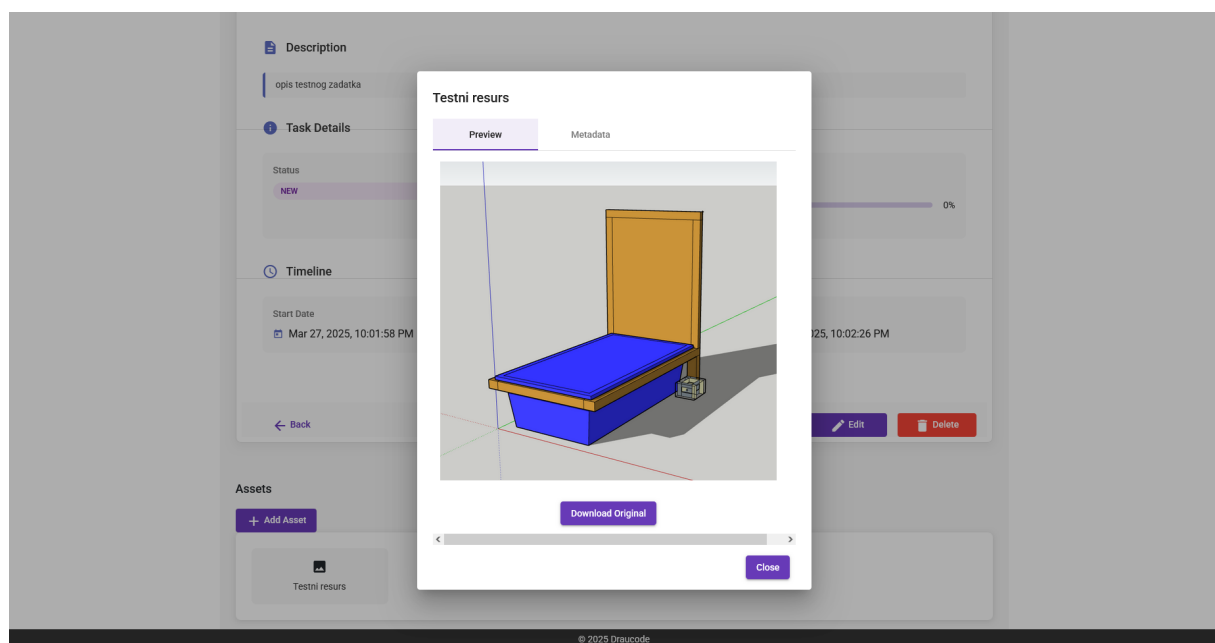 Description
opis testnog zadatka
Task Details
Status
NEW
0%
Timeline
Start Date
Mar 27, 2025, 10:01:58 PM
025, 10:02:26 PM
Back
Edit
Delete
Testni resurs
Preview
Metadata
Download Original
Close
Assets
Add Asset
Testni resurs
© 2025 Draucode